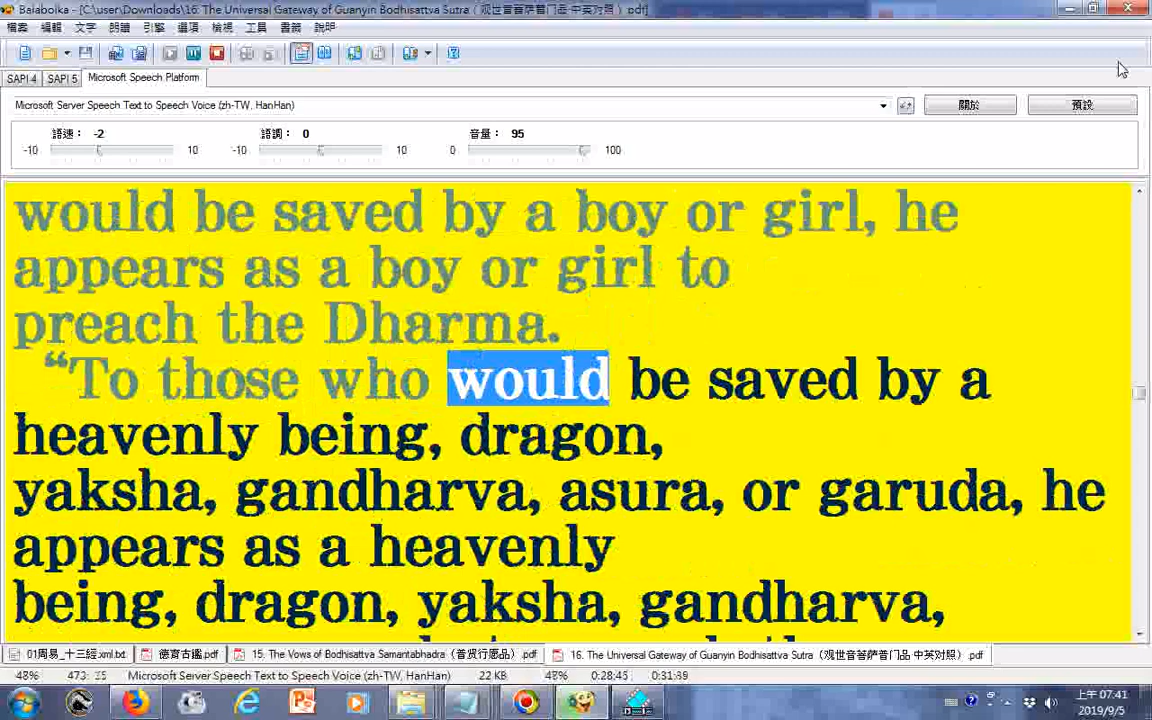 Balabolka - [C:\user\Downloads\16. The Universal Gateway of Guanyin Bodhisattva Sutra（观世音菩萨普门品 中英对照）.pdf]
檔案 編輯 文字 朗讀 引擎 選項 檢視 工具 書籤 說明
SAPI 4 SAPI 5 Microsoft Speech Platform
Microsoft Server Speech Text to Speech Voice (zh-TW, HanHan) 關於 預設
語速： -2 語調： 0 音量： 95
-10 10 -10 10 0 100
would be saved by a boy or girl, he
appears as a boy or girl to
preach the Dharma.
“To those who would be saved by a
heavenly being, dragon,
yaksha, gandharva, asura, or garuda, he
appears as a heavenly
being, dragon, yaksha, gandharva,
01周易_十三經.xml.txt 德育古鑑.pdf 15. The Vows of Bodhisattva Samantabhadra（普贤行愿品）.pdf 16. The Universal Gateway of Guanyin Bodhisattva Sutra（观世音菩萨普门品 中英对照）.pdf
48% 473: 15 Microsoft Server Speech Text to Speech Voice (zh-TW, HanHan) 22 KB 47% 0:28:45 0:31:39
上午 07:41
2019/9/5